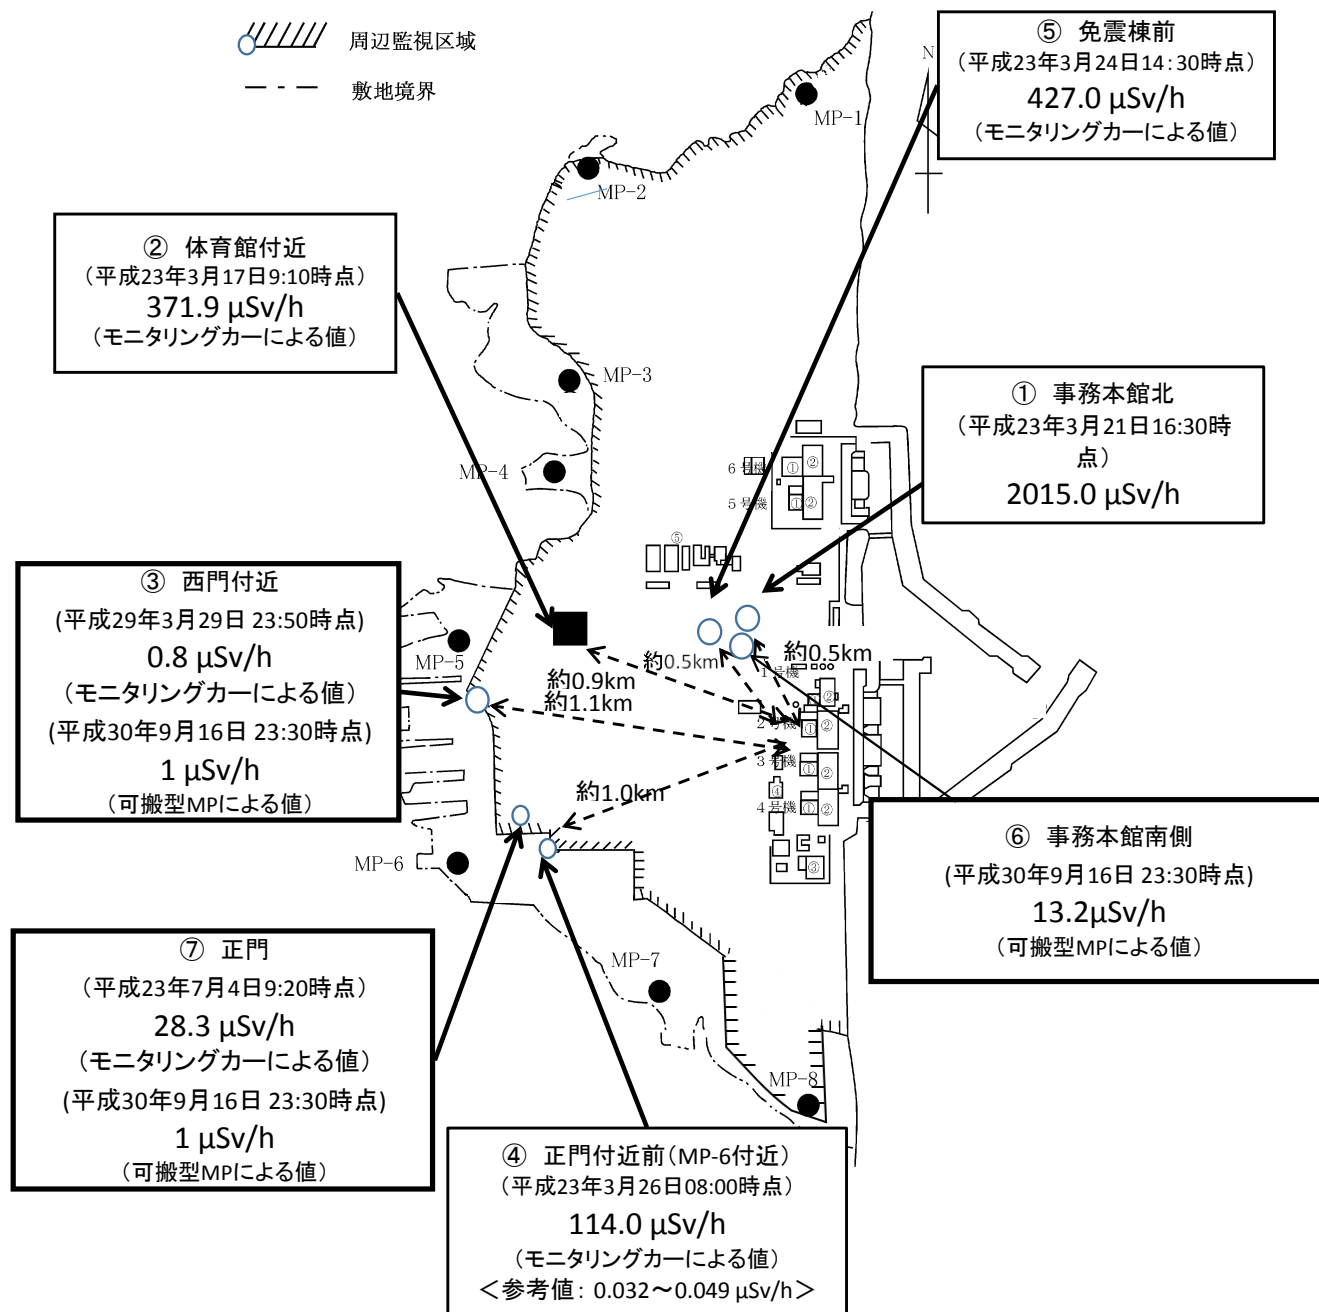 周辺監視区域
敷地境界
⑤ 免震棟前
(平成23年3月24日14:30時点)
427.0 μSv/h
(モニタリングカーによる値)
N
MP-1
MP-2
② 体育館付近
(平成23年3月17日9:10時点)
371.9 μSv/h
(モニタリングカーによる値)
MP-3
① 事務本館北
(平成23年3月21日16:30時
点)
2015.0 μSv/h
MP-4
6号機
①
②
5号機
①
②
⑤
③ 西門付近
(平成29年3月29日 23:50時点)
0.8 μSv/h
(モニタリングカーによる値)
(平成30年9月16日 23:30時点)
1 μSv/h
(可搬型MPによる値)
MP-5
約0.5km
約0.5km
約0.9km
約1.1km
1号機
②
2号機
①
②
3号機
①
②
④
約1.0km
4号機
①
②
③
MP-6
⑥ 事務本館南側
(平成30年9月16日 23:30時点)
13.2μSv/h
(可搬型MPによる値)
⑦ 正門
(平成23年7月4日9:20時点)
28.3 μSv/h
(モニタリングカーによる値)
(平成30年9月16日 23:30時点)
1 μSv/h
(可搬型MPによる値)
MP-7
MP-8
④ 正門付近前(MP-6付近)
(平成23年3月26日08:00時点)
114.0 μSv/h
(モニタリングカーによる値)
<参考値: 0.032～0.049 μSv/h>